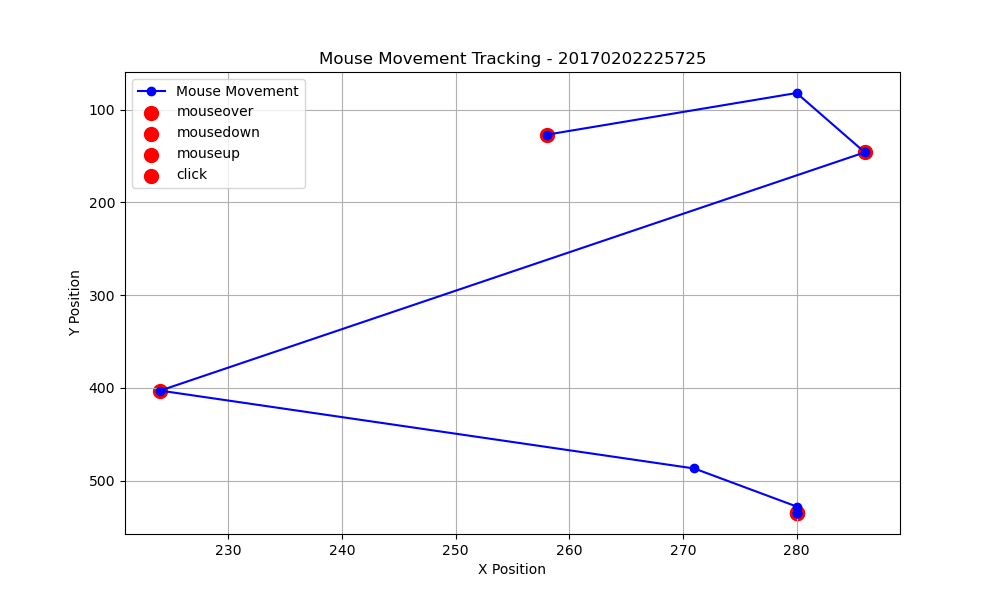 Mouse Movement Tracking - 20170202225725
Mouse Movement
mouseover
mousedown
mouseup
click
100
200
300
400
500
Y Position
230
240
250
260
270
280
X Position